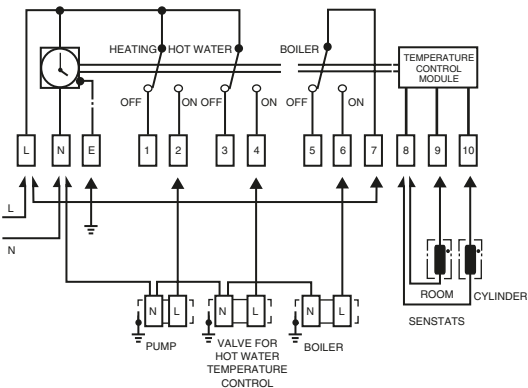 HEATING HOT WATER BOILER
TEMPERATURE
CONTROL
MODULE
OFF ON OFF ON OFF ON
L N E 1 2 3 4 5 6 7 8 9 10
L
N
ROOM CYLINDER
SENSTATS
N L N L N L
PUMP
VALVE FOR
HOT WATER
TEMPERATURE
CONTROL
BOILER